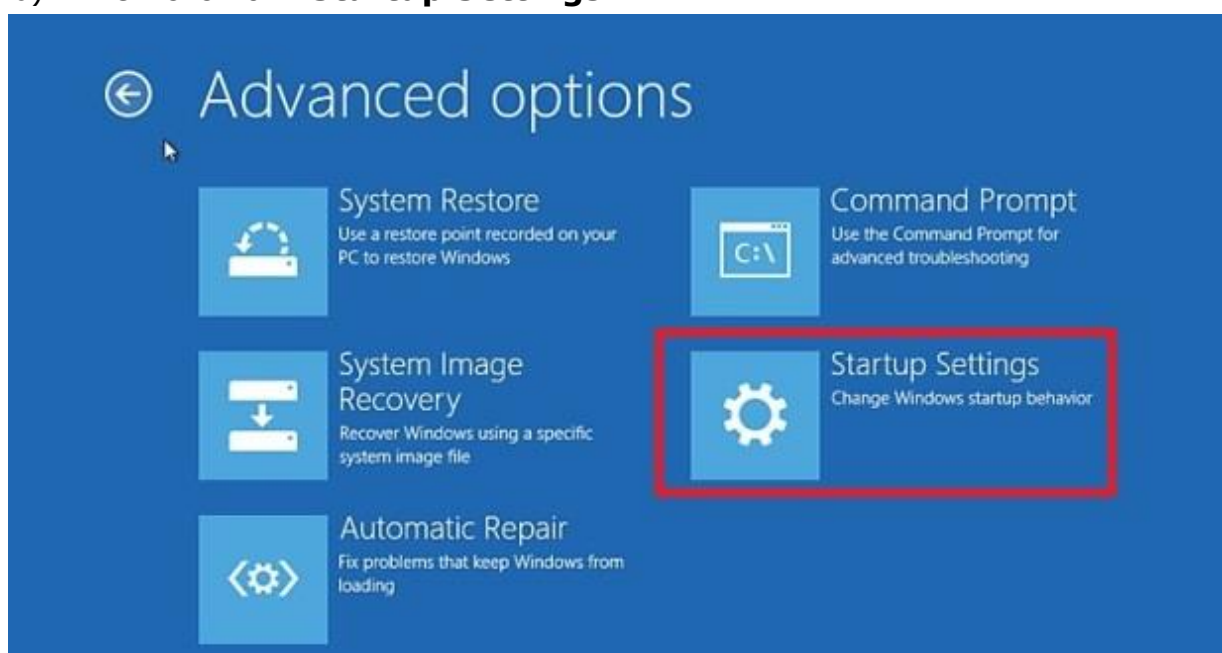 Advanced options
System Restore
Use a restore point recorded on your
PC to restore Windows
Command Prompt
C:\
Use the Command Prompt for
advanced troubleshooting
System Image
Recovery
Recover Windows using a specific
system image file
Startup Settings
Change Windows startup behavior
Automatic Repair
Fix problems that keep Windows from
loading